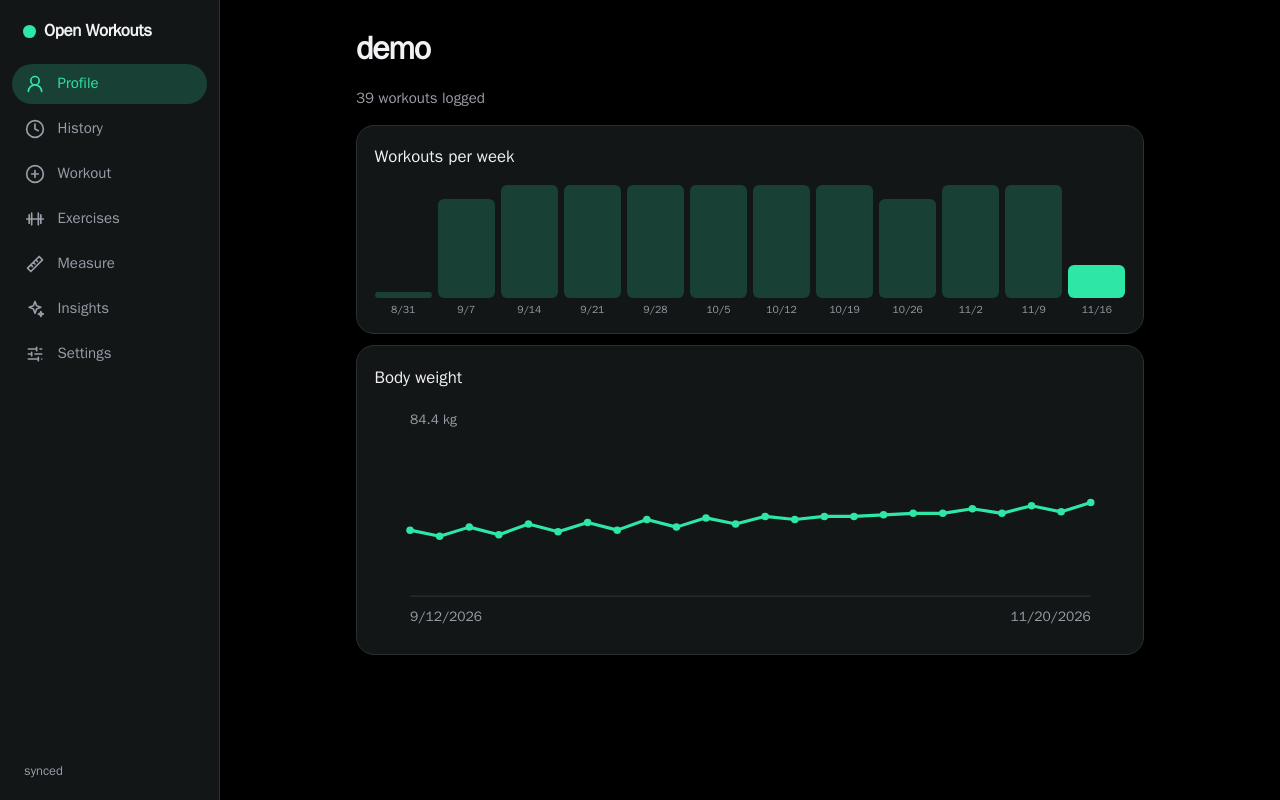 Open Workouts
Profile
History
Workout
Exercises
Measure
Insights
Settings
synced
demo
39 workouts logged
Workouts per week
8/31 9/7 9/14 9/21 9/28 10/5 10/12 10/19 10/26 11/2 11/9 11/16
Body weight
84.4 kg
9/12/2026 11/20/2026